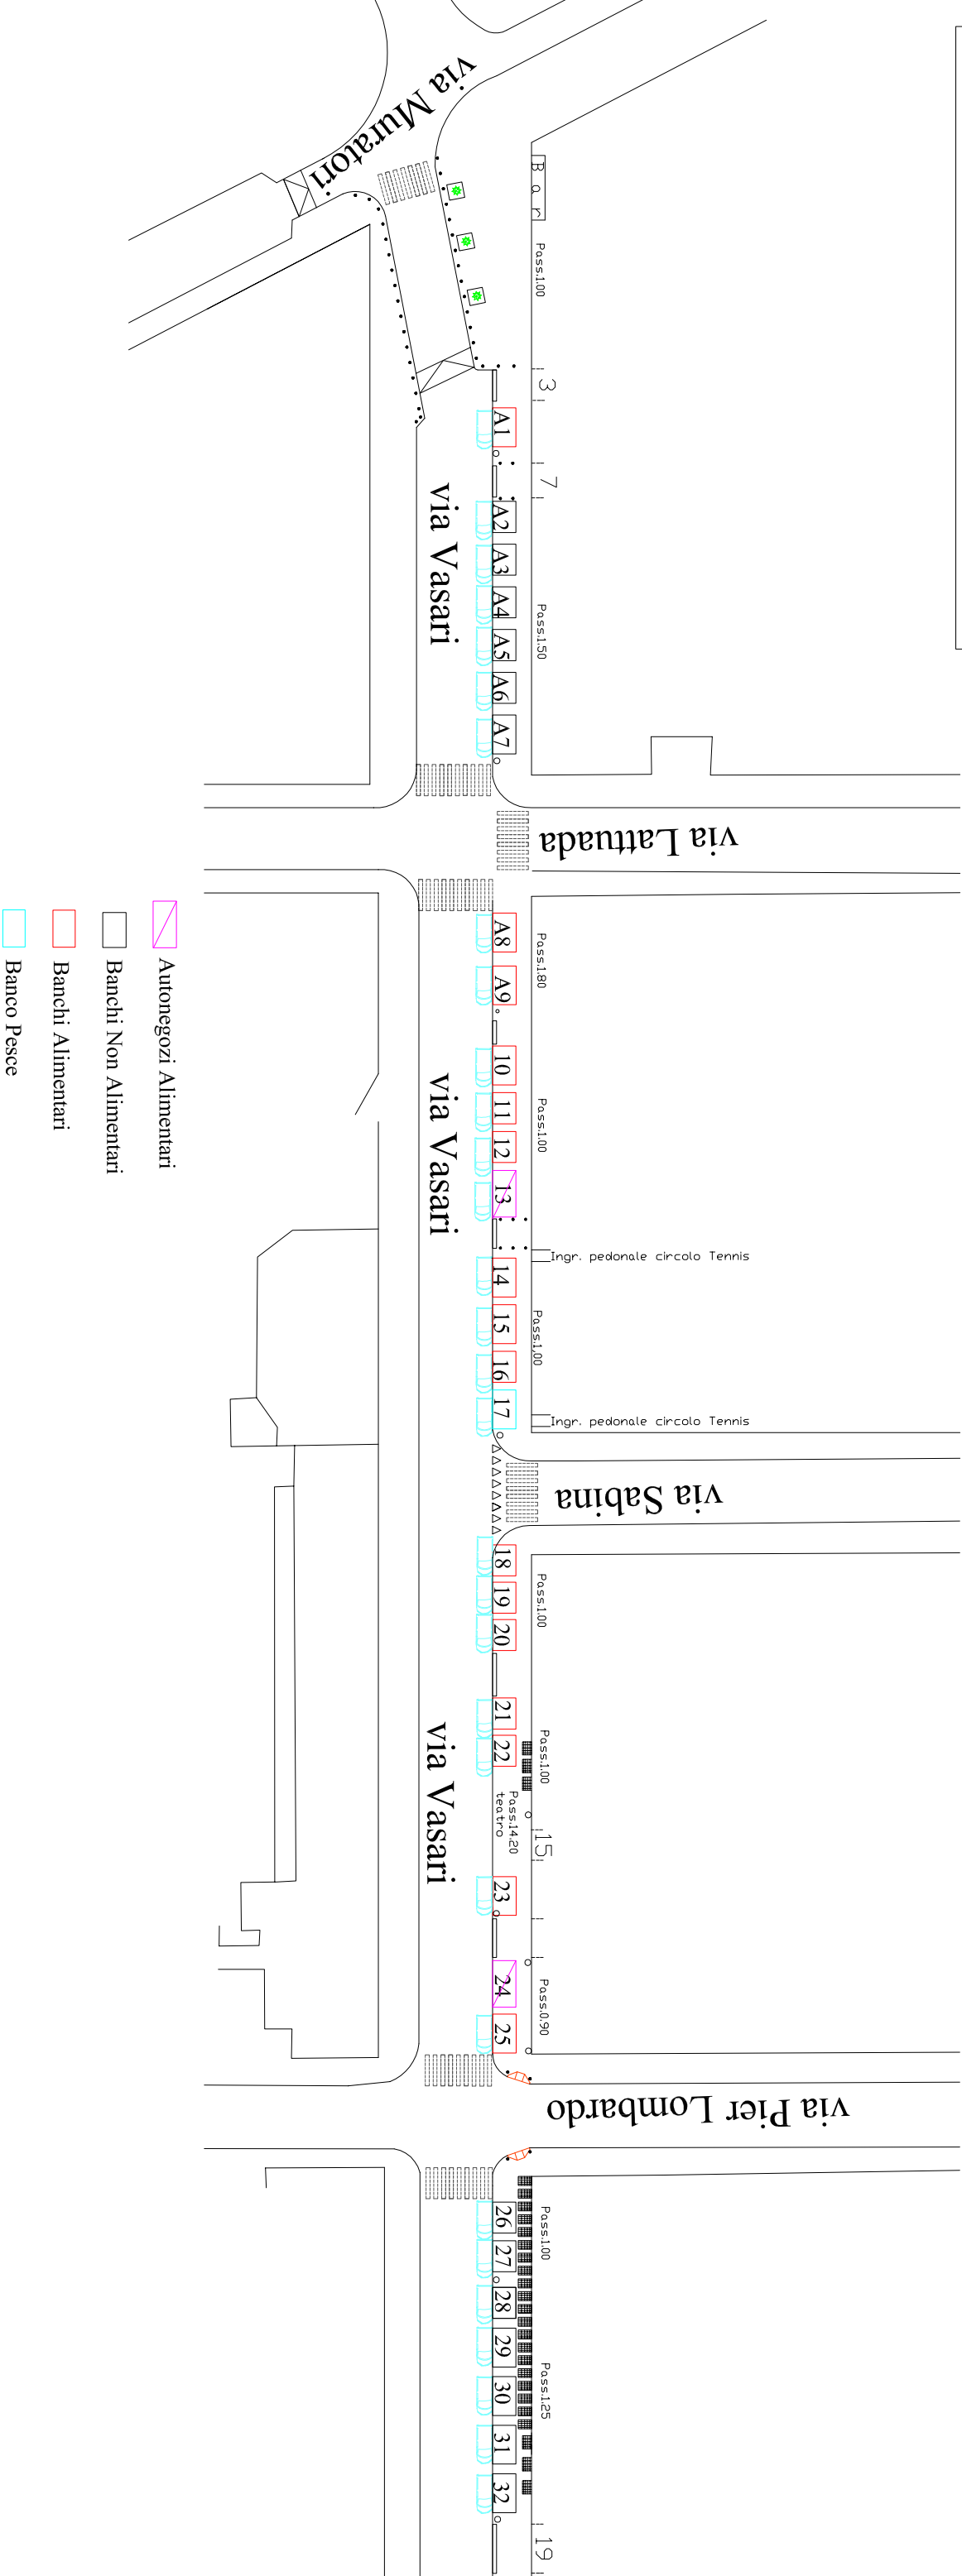 via Muratori
Bar
Pass.1.00
3
A1
7
via Vasari
A2
A3
A4
Pass.1.50
A5
A6
A7
via Lattuada
A8
Pass.1.80
A9
10
via Vasari
11
Pass.1.00
12
13
Ingr. pedonale circolo Tennis
14
15
Pass.1,00
16
17
Ingr. pedonale circolo Tennis
via Sabina
18
19
Pass.1.00
20
21
22
Pass.1.00
via Vasari
Pass.14.20
teatro
15
23
24
Pass.0.90
25
via Pier Lombardo
26
Pass.1.00
27
28
29
30
Pass.1.25
31
32
19
Autonegozi Alimentari
Banchi Non Alimentari
Banchi Alimentari
Banco Pesce